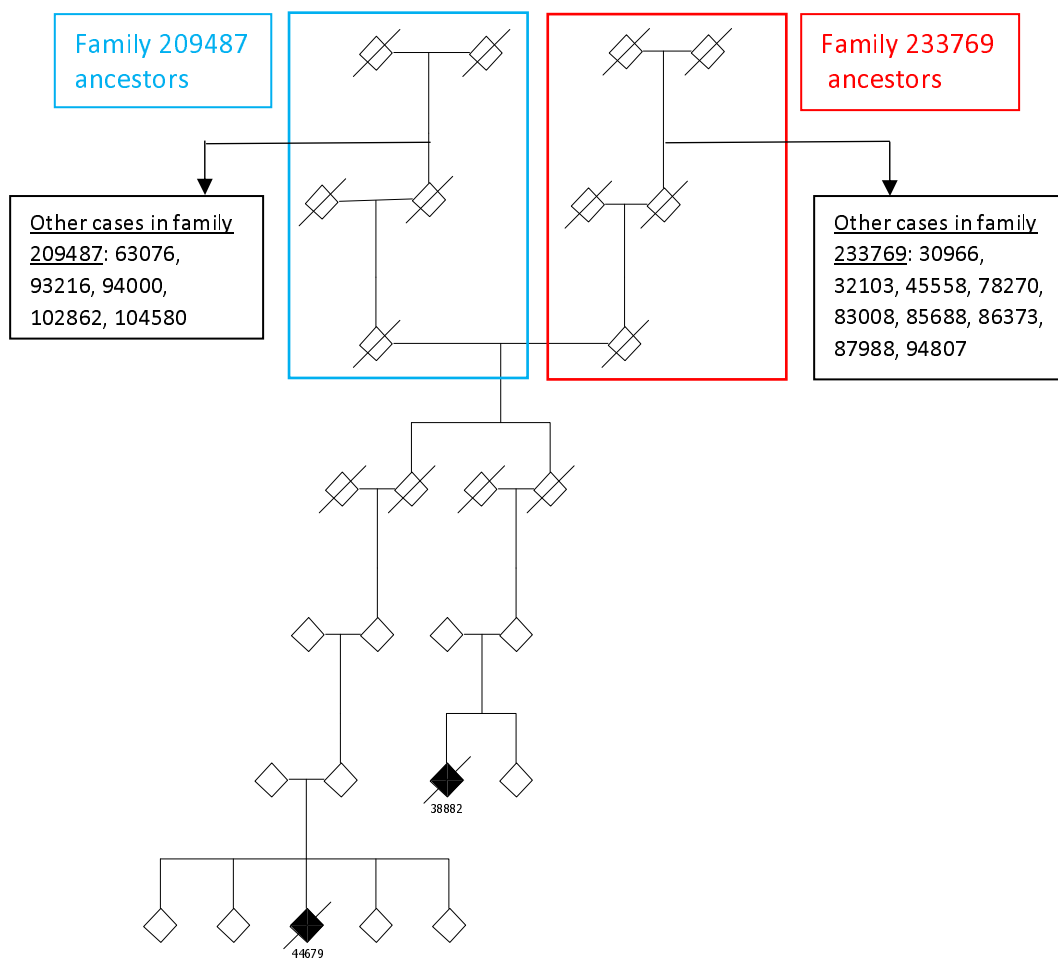 Family 209487
ancestors
Family 233769
ancestors
Other cases in family
209487: 63076,
93216, 94000,
102862, 104580
Other cases in family
233769: 30966,
32103, 45558, 78270,
83008, 85688, 86373,
87988, 94807
38882
44679